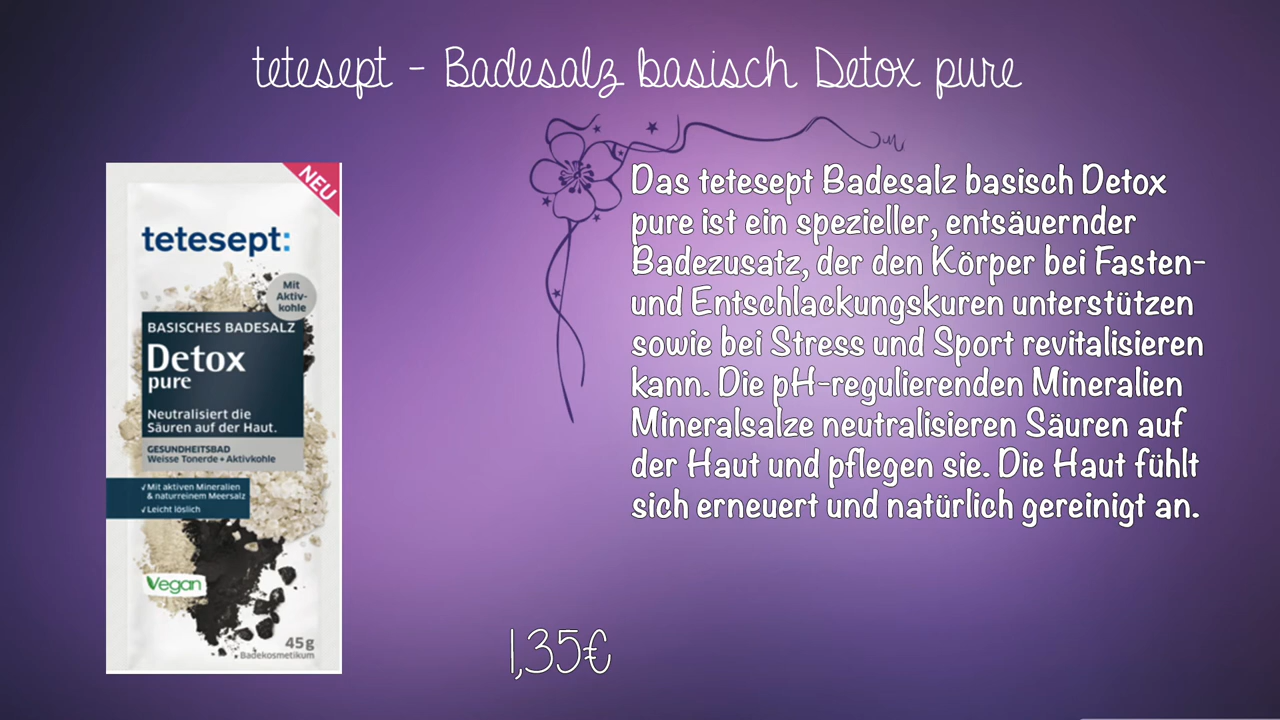 tetesept - Badesalz basisch Detox pure
NEU
tetesept:
Mit
Aktiv-
kohle
BASISCHES BADESALZ
Detox
pure
Neutralisiert die
Säuren auf der Haut.
GESUNDHEITSBAD
Weisse Tonerde + Aktivkohle
✓Mit aktiven Mineralien
& naturreinem Meersalz
✓Leicht löslich
Vegan
45g
Badekosmetikum
Das tetesept Badesalz basisch Detox
pure ist ein spezieller, entsäuernder
Badezusatz, der den Körper bei Fasten-
und Enischlackungskuren unterstützen
sowie bei Stress und Sport revitalisieren
kann. Die pH-regulierenden Mineralien
Mineralsalze neutralisieren Säuren auf
der Haut und pflegen sie. Die Haut fühlt
sich erneuert und natürlich gereinigt an.
1,35€